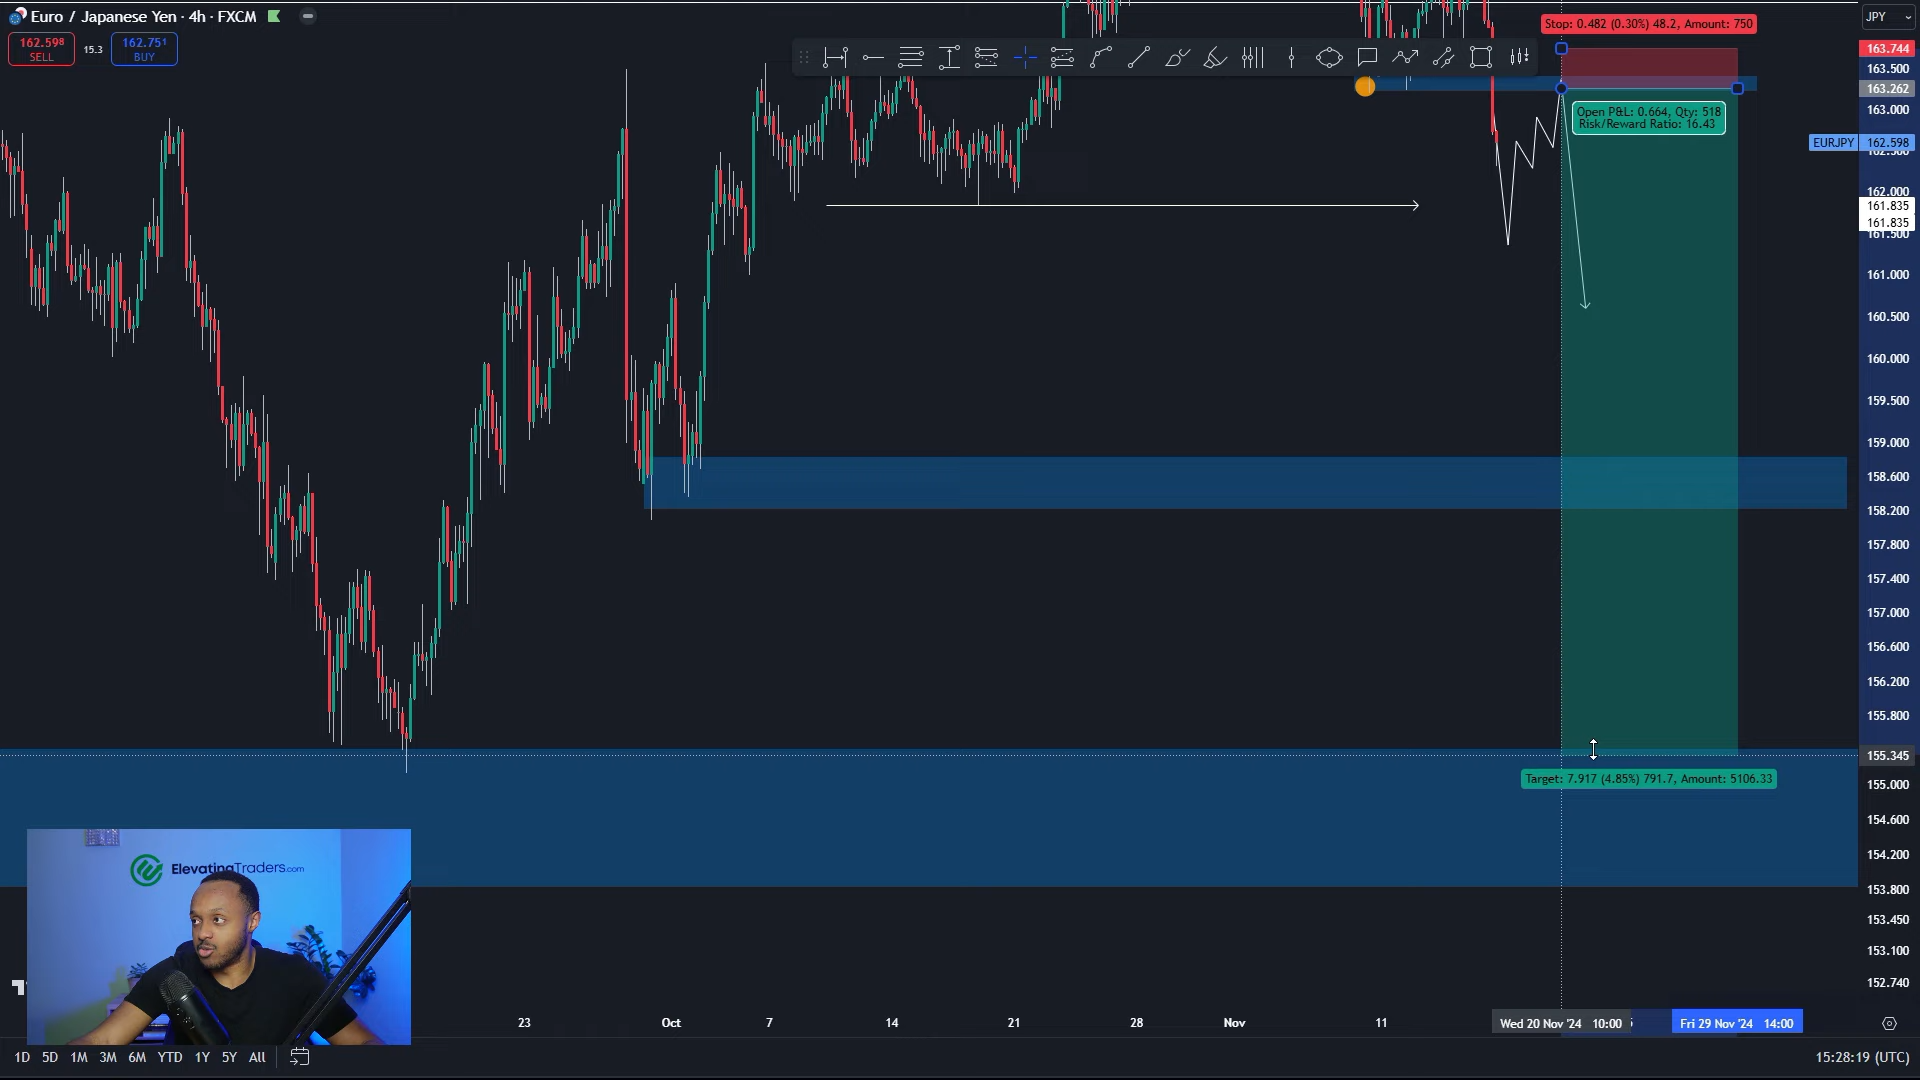 Euro / Japanese Yen · 4h · FXCM
162.598
SELL
15.3
162.751
BUY
Stop: 0.482 (0.30%) 48.2, Amount: 750
Open P&L: 0.664, Qty: 518
Risk/Reward Ratio: 16.43
Target: 7.917 (4.85%) 791.7, Amount: 5106.33
JPY
163.744
163.500
163.262
163.000
EURJPY 162.598
162.500
162.000
161.835
161.835
161.500
161.000
160.500
160.000
159.500
159.000
158.600
158.200
157.800
157.400
157.000
156.600
156.200
155.800
155.345
155.000
154.600
154.200
153.800
153.450
153.100
152.740
ElevatingTraders.com
23 Oct 7 14 21 28 Nov 11 Wed 20 Nov '24 10:00 Fri 29 Nov '24 14:00
1D 5D 1M 3M 6M YTD 1Y 5Y All
15:28:19 (UTC)